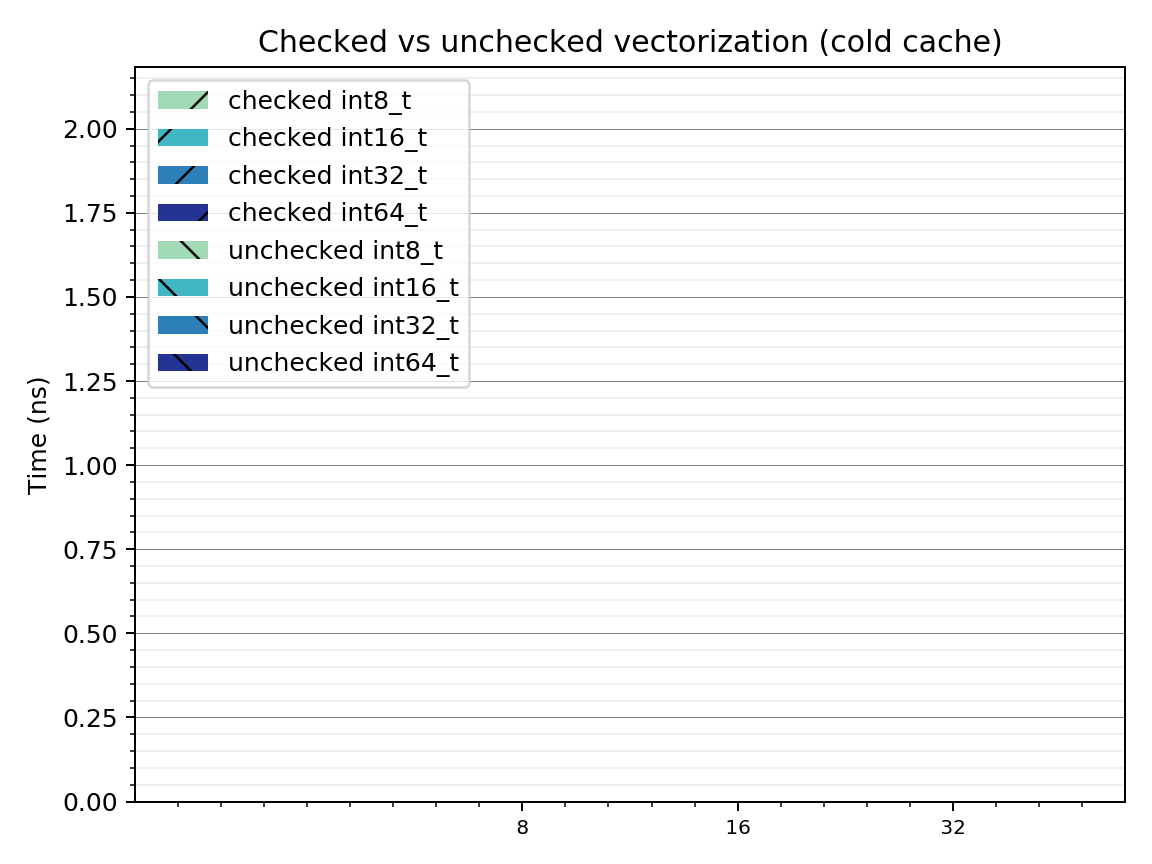 Checked vs unchecked vectorization (cold cache)
checked int8_t
checked int16_t
checked int32_t
checked int64_t
unchecked int8_t
unchecked int16_t
unchecked int32_t
unchecked int64_t
Time (ns)
2.00
1.75
1.50
1.25
1.00
0.75
0.50
0.25
0.00
8 16 32